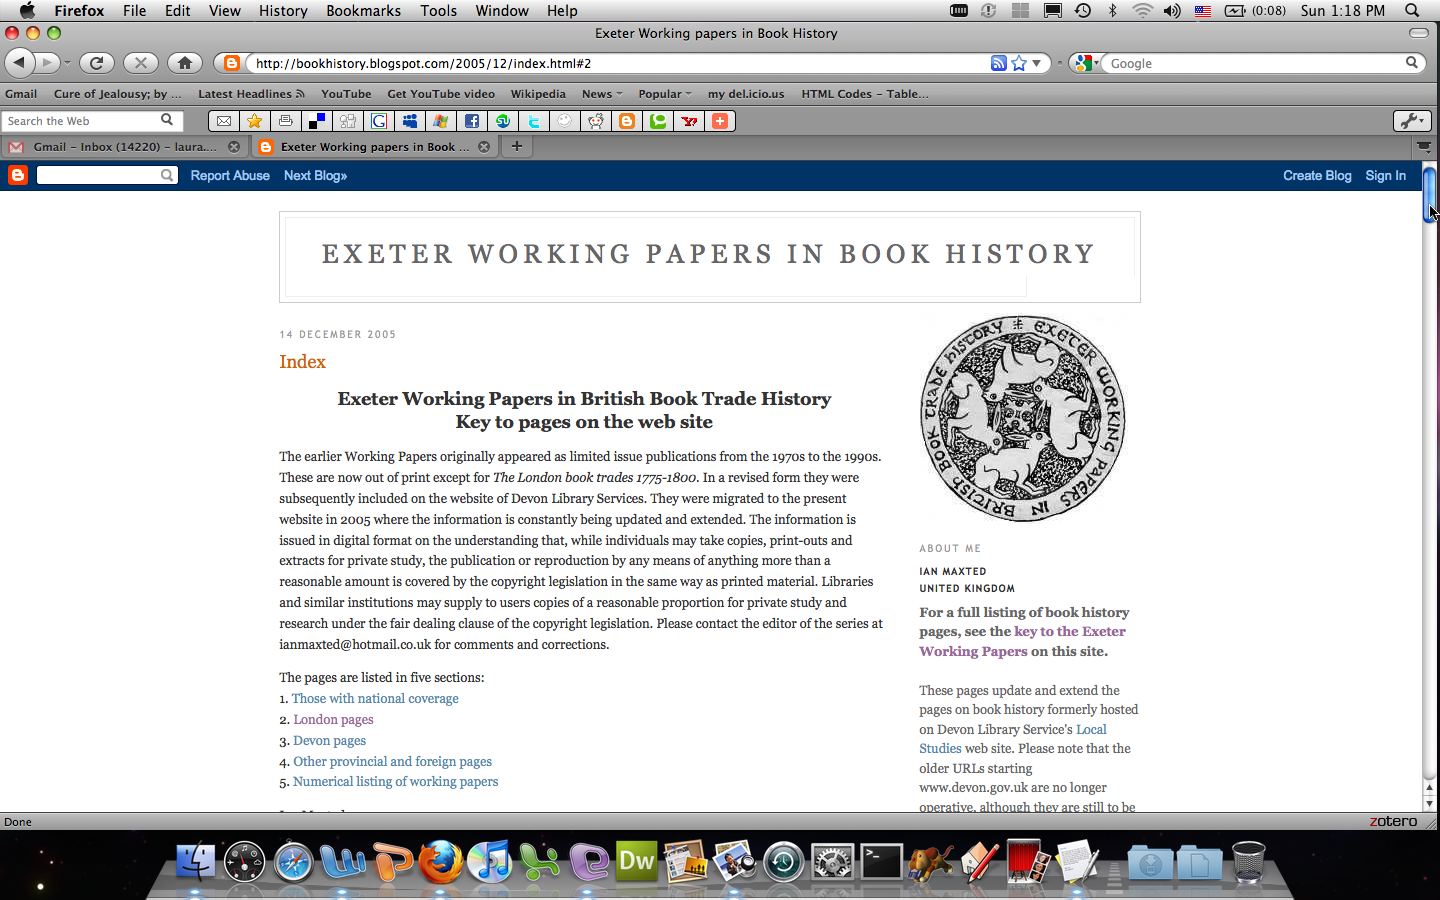 Firefox File Edit View History Bookmarks Tools Window Help (0:08) Sun 1:18 PM
Exeter Working papers in Book History
http://bookhistory.blogspot.com/2005/12/index.html#2 Google
Gmail Cure of Jealousy; by ... Latest Headlines YouTube Get YouTube video Wikipedia News Popular my del.icio.us HTML Codes – Table...
Search the Web
Gmail – Inbox (14220) – laura.... Exeter Working papers in Book ...
Report Abuse Next Blog» Create Blog Sign In
EXETER WORKING PAPERS IN BOOK HISTORY
14 DECEMBER 2005
Index
Exeter Working Papers in British Book Trade History
Key to pages on the web site
The earlier Working Papers originally appeared as limited issue publications from the 1970s to the 1990s.
These are now out of print except for The London book trades 1775-1800. In a revised form they were
subsequently included on the website of Devon Library Services. They were migrated to the present
website in 2005 where the information is constantly being updated and extended. The information is
issued in digital format on the understanding that, while individuals may take copies, print-outs and
extracts for private study, the publication or reproduction by any means of anything more than a
reasonable amount is covered by the copyright legislation in the same way as printed material. Libraries
and similar institutions may supply to users copies of a reasonable proportion for private study and
research under the fair dealing clause of the copyright legislation. Please contact the editor of the series at
ianmaxted@hotmail.co.uk for comments and corrections.
The pages are listed in five sections:
1. Those with national coverage
2. London pages
3. Devon pages
4. Other provincial and foreign pages
5. Numerical listing of working papers
EXETER WORKING PAPERS IN BRITISH BOOK TRADE HISTORY
ABOUT ME
IAN MAXTED
UNITED KINGDOM
For a full listing of book history
pages, see the key to the Exeter
Working Papers on this site.
These pages update and extend the
pages on book history formerly hosted
on Devon Library Service's Local
Studies web site. Please note that the
older URLs starting
www.devon.gov.uk are no longer
operative, although they are still to be
Done zotero
Dw